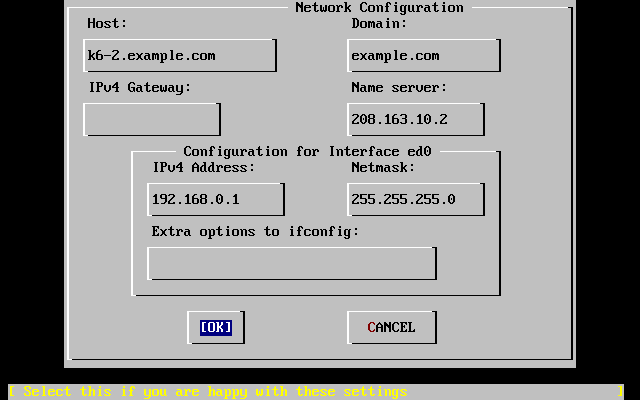 Network Configuration
Host: Domain:
k6-2.example.com example.com
IPv4 Gateway: Name server:
208.163.10.2
Configuration for Interface ed0
IPv4 Address: Netmask:
192.168.0.1 255.255.255.0
Extra options to ifconfig:
[OK] CANCEL
[ Select this if you are happy with these settings ]